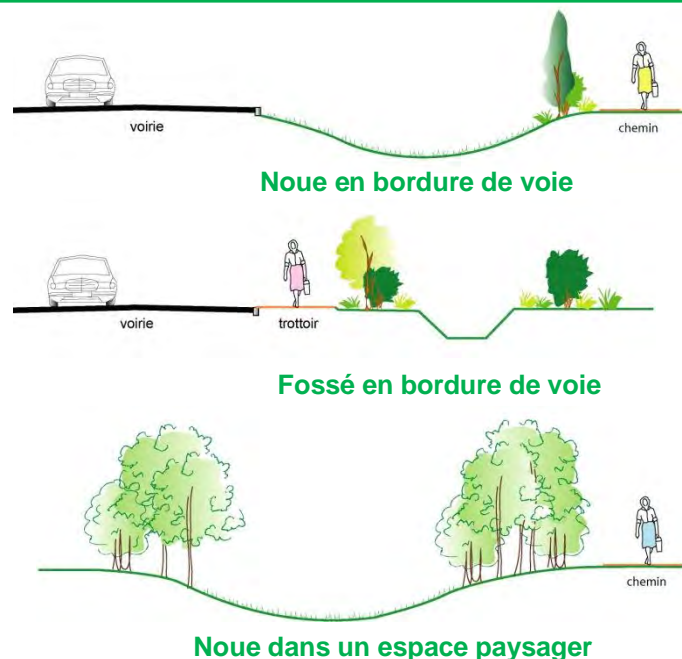 voirie
chemin
Noue en bordure de voie
voirie
trottoir
Fossé en bordure de voie
chemin
Noue dans un espace paysager